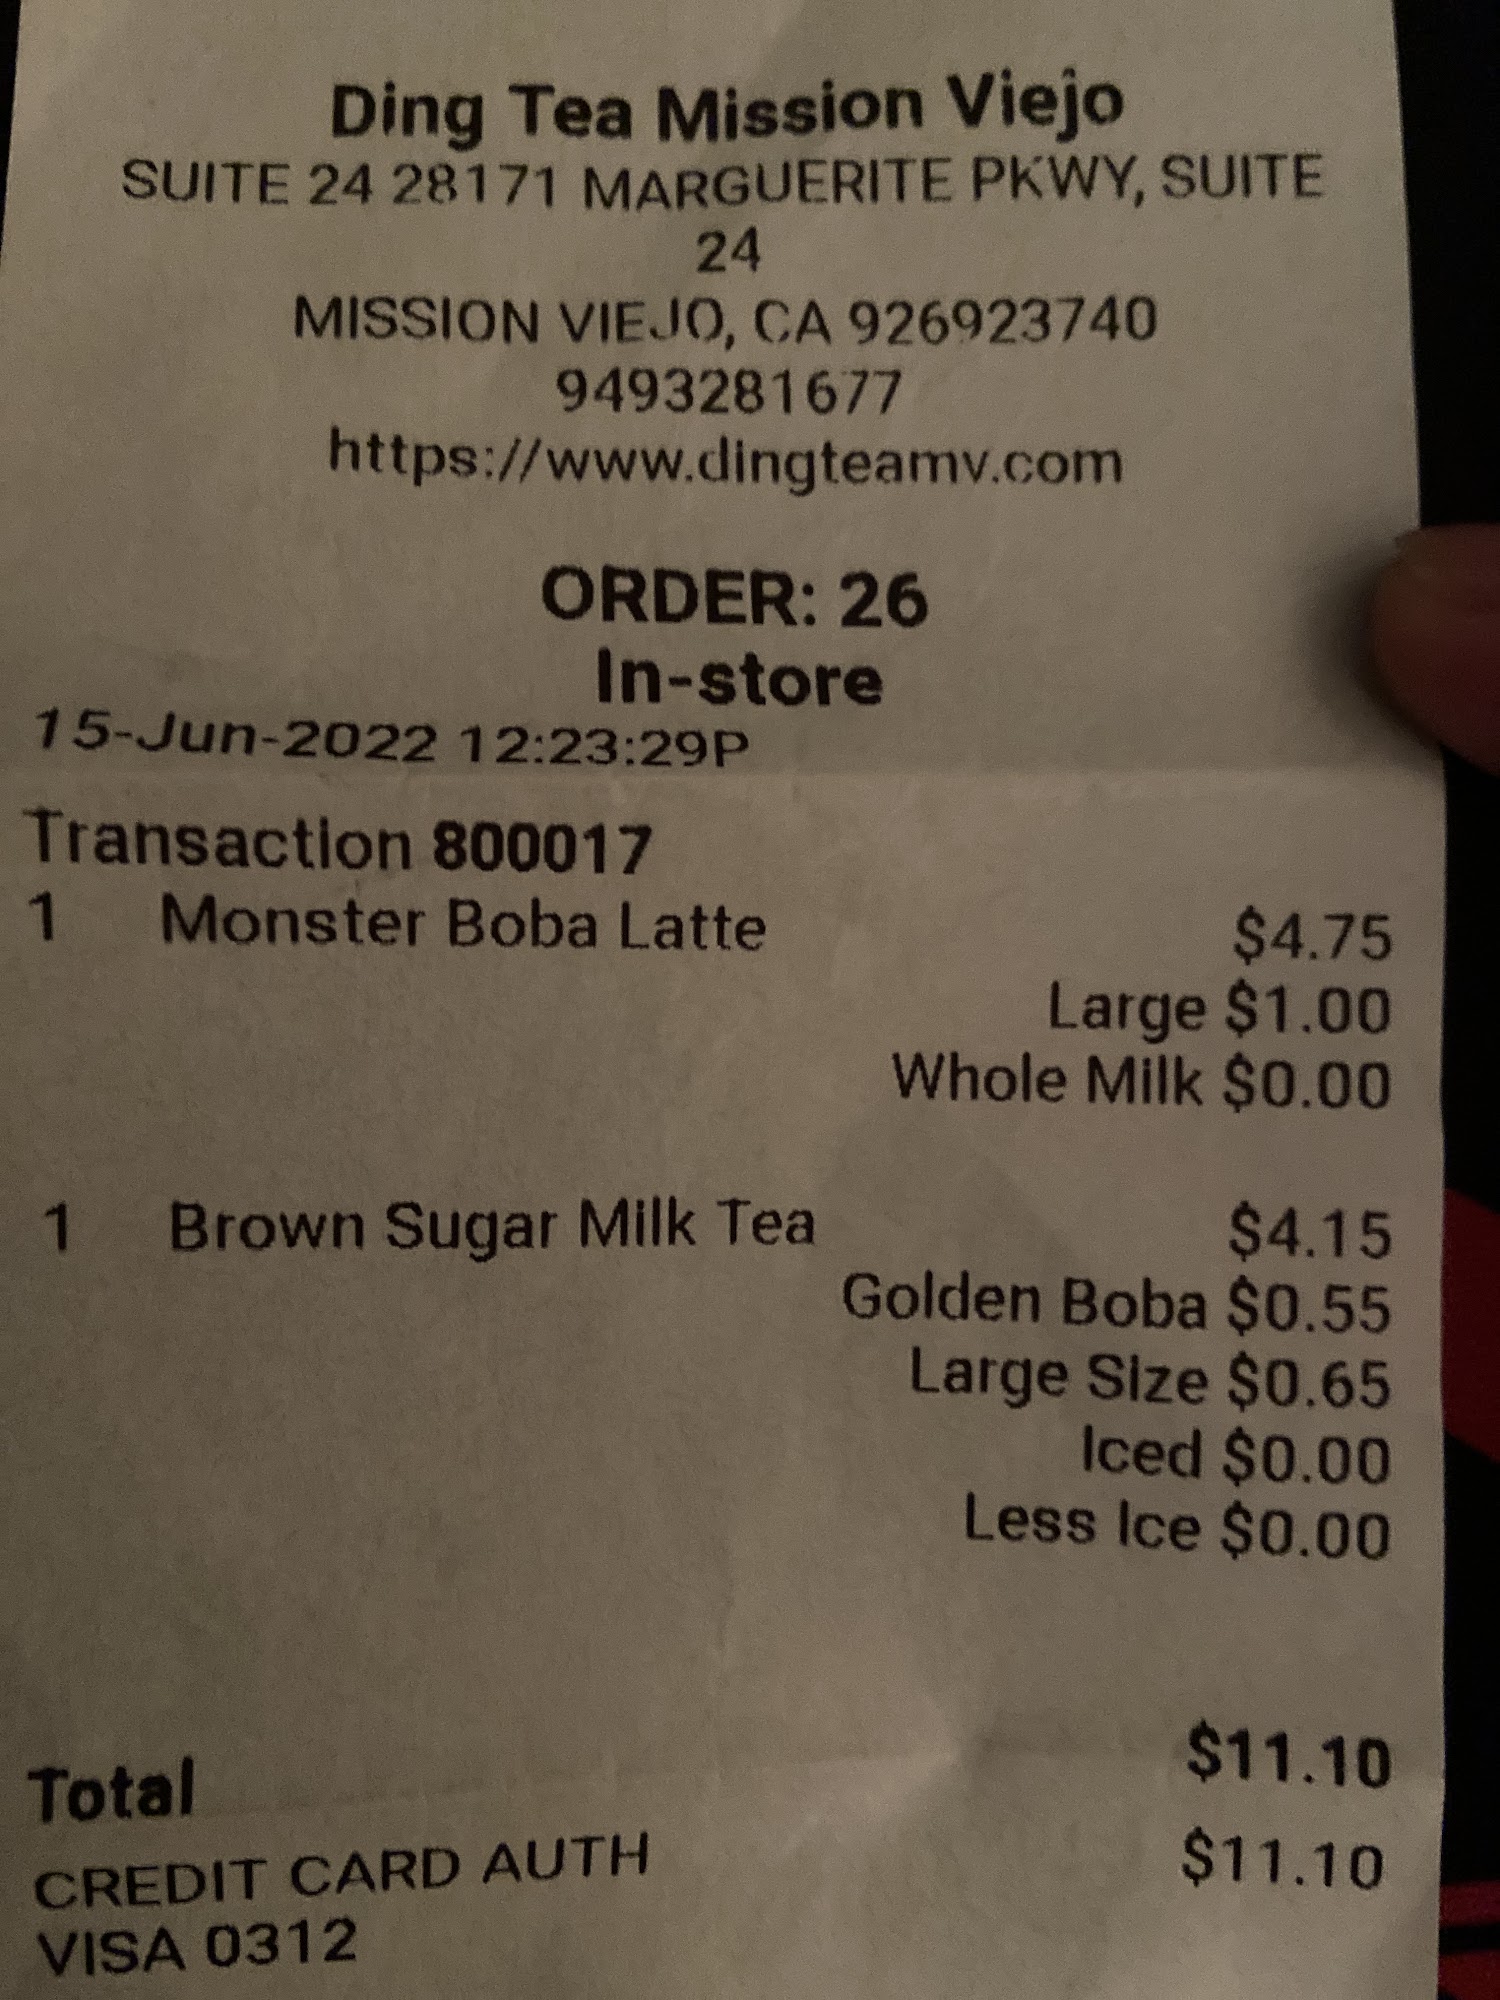 Ding Tea Mission Viejo
SUITE 24 28171 MARGUERITE PKWY, SUITE
24
MISSION VIEJO, CA 926923740
9493281677
https://www.dingteamv.com
ORDER: 26
In-store
15-Jun-2022 12:23:29P
Transaction 800017
1 Monster Boba Latte $4.75
Large $1.00
Whole Milk $0.00
1 Brown Sugar Milk Tea $4.15
Golden Boba $0.55
Large Size $0.65
Iced $0.00
Less Ice $0.00
Total $11.10
CREDIT CARD AUTH $11.10
VISA 0312